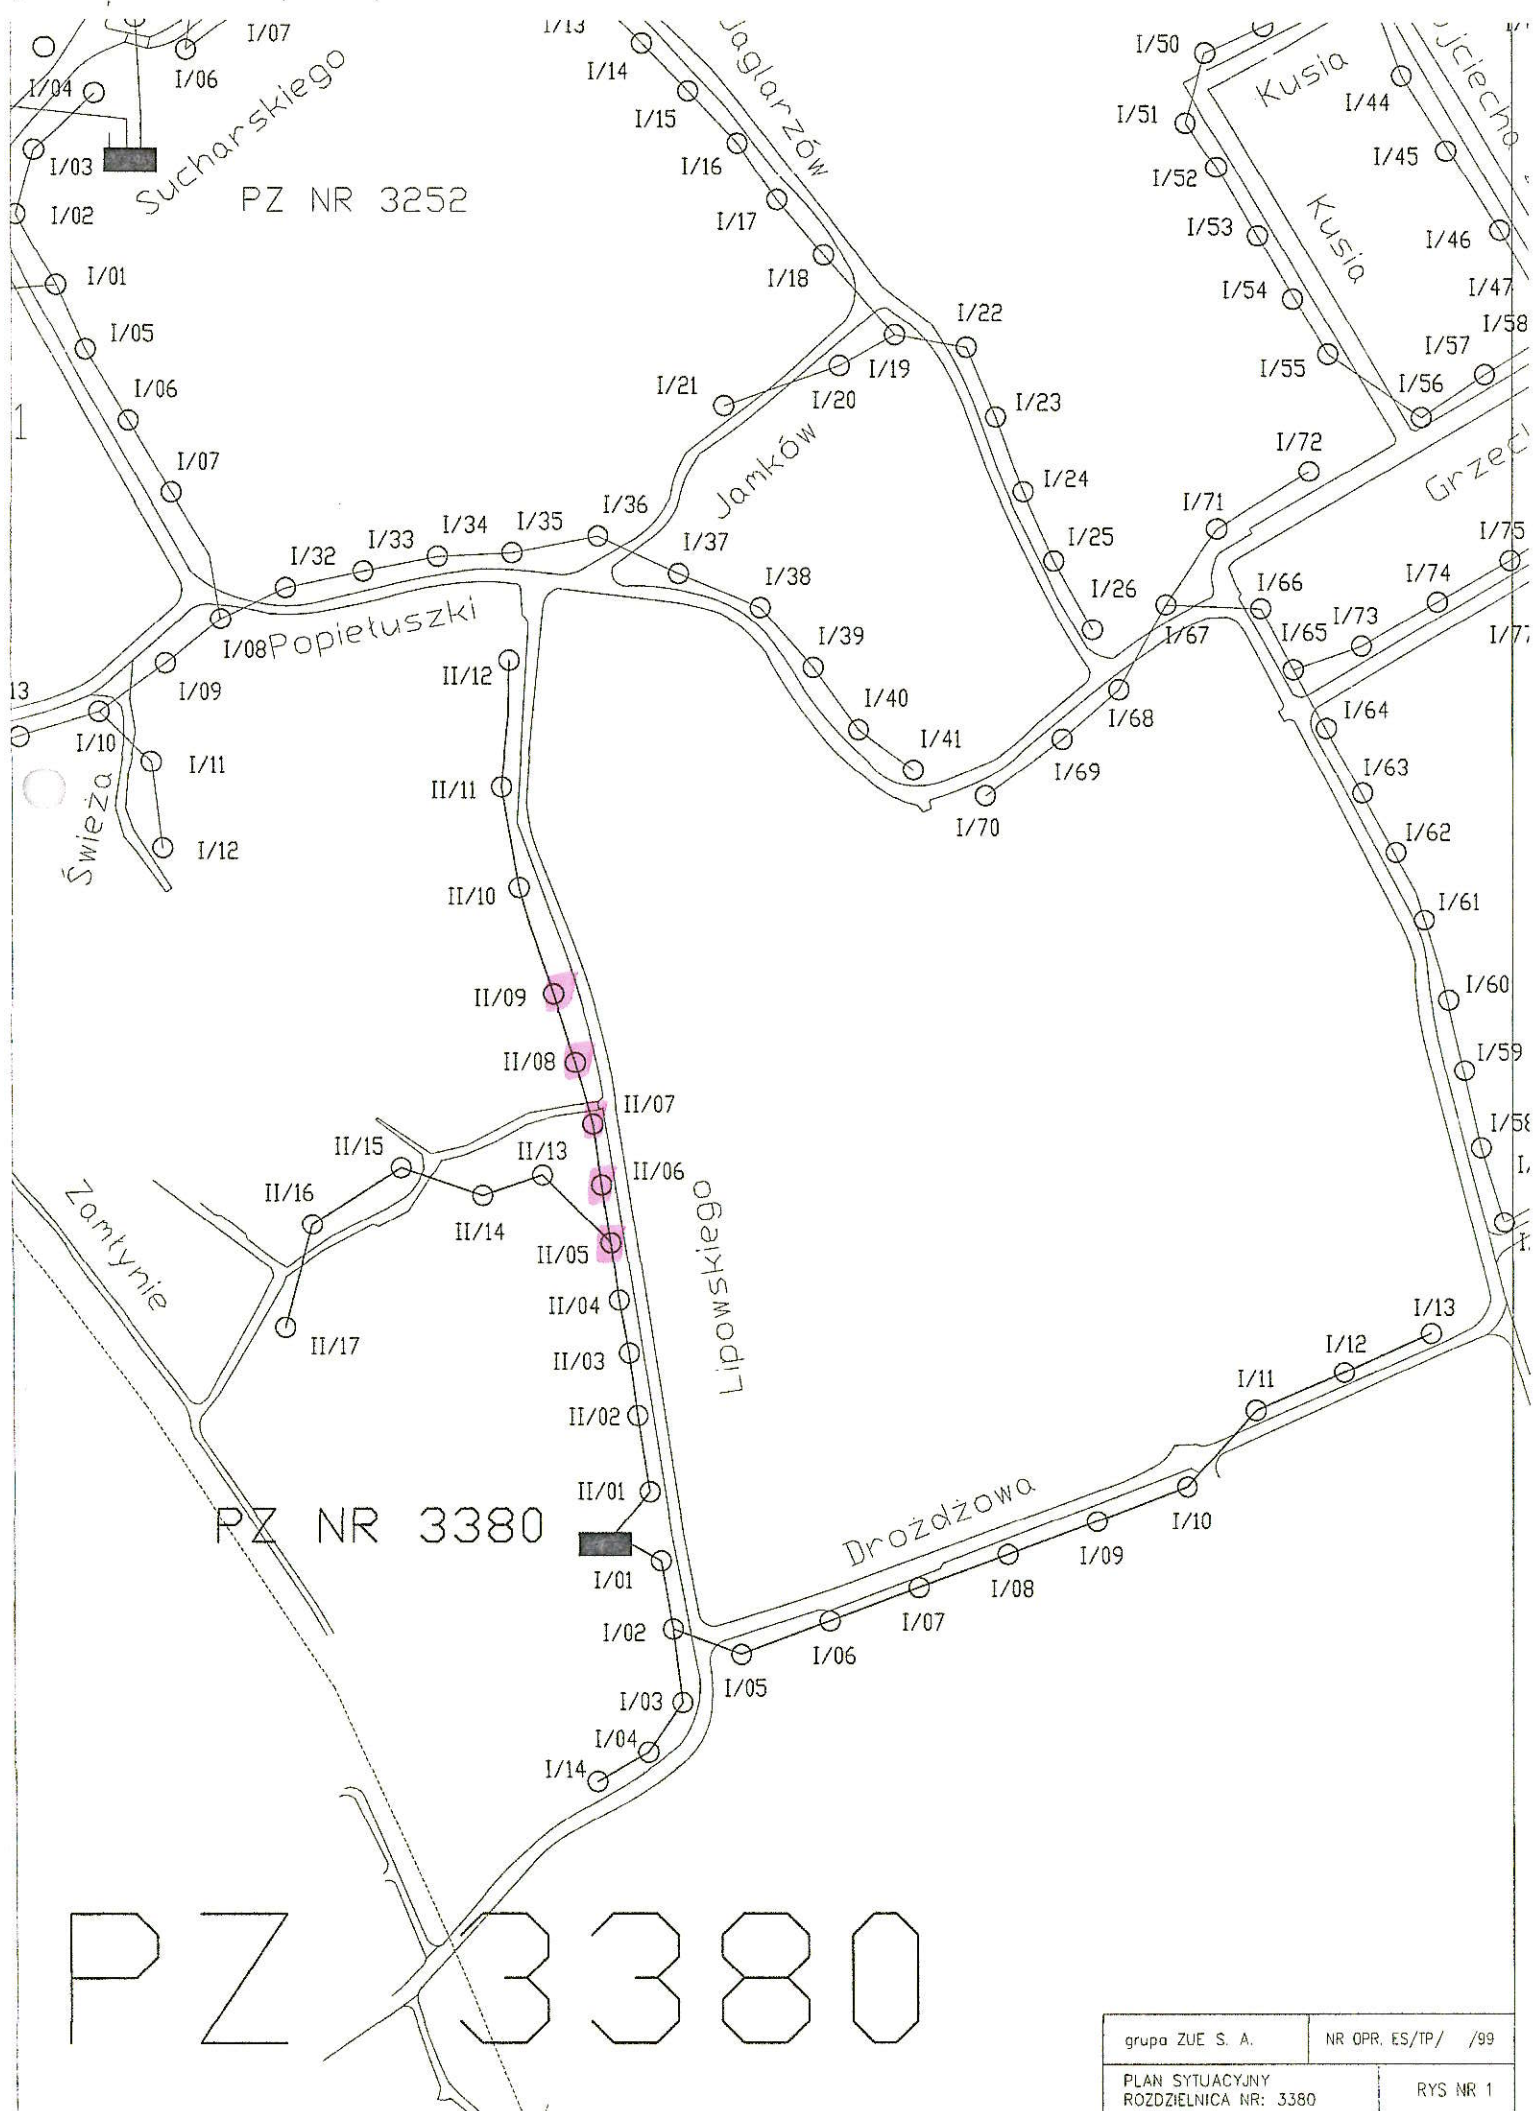 I/07
I/06
I/04
I/03
I/02
I/01
Sucharskiego
PZ NR 3252
I/05
I/06
I/07
1
I/13
I/14
I/15
I/16
I/17
I/18
Jaglarzów
I/22
I/19
I/20
I/21
I/23
I/24
I/25
I/26
Jamków
I/50
I/51
I/52
I/53
I/54
I/55
I/56
I/57
I/58
Kusia
Kusia
I/44
I/45
I/46
I/47
I/72
I/71
I/75
I/74
I/73
I/66
I/65
I/67
I/68
I/69
I/70
I/64
I/63
I/62
I/61
I/60
I/59
I/32
I/33
I/34
I/35
I/36
I/37
I/38
I/39
I/40
I/41
I/08
Popiełuszki
I/09
13
I/10
I/11
I/12
Świeża
II/12
II/11
II/10
II/09
II/08
II/07
II/06
II/13
II/15
II/16
II/14
II/05
II/04
II/03
II/02
II/01
II/17
Zamłynie
Lipowskiego
PZ NR 3380
I/01
I/02
I/03
I/04
I/14
I/05
I/06
I/07
I/08
I/09
I/10
I/11
I/12
I/13
Drożdżowa
PZ 3380
grupa ZUE S. A.
NR OPR. ES/TP/ /99
PLAN SYTUACYJNY
ROZDZIELNICA NR: 3380
RYS NR 1